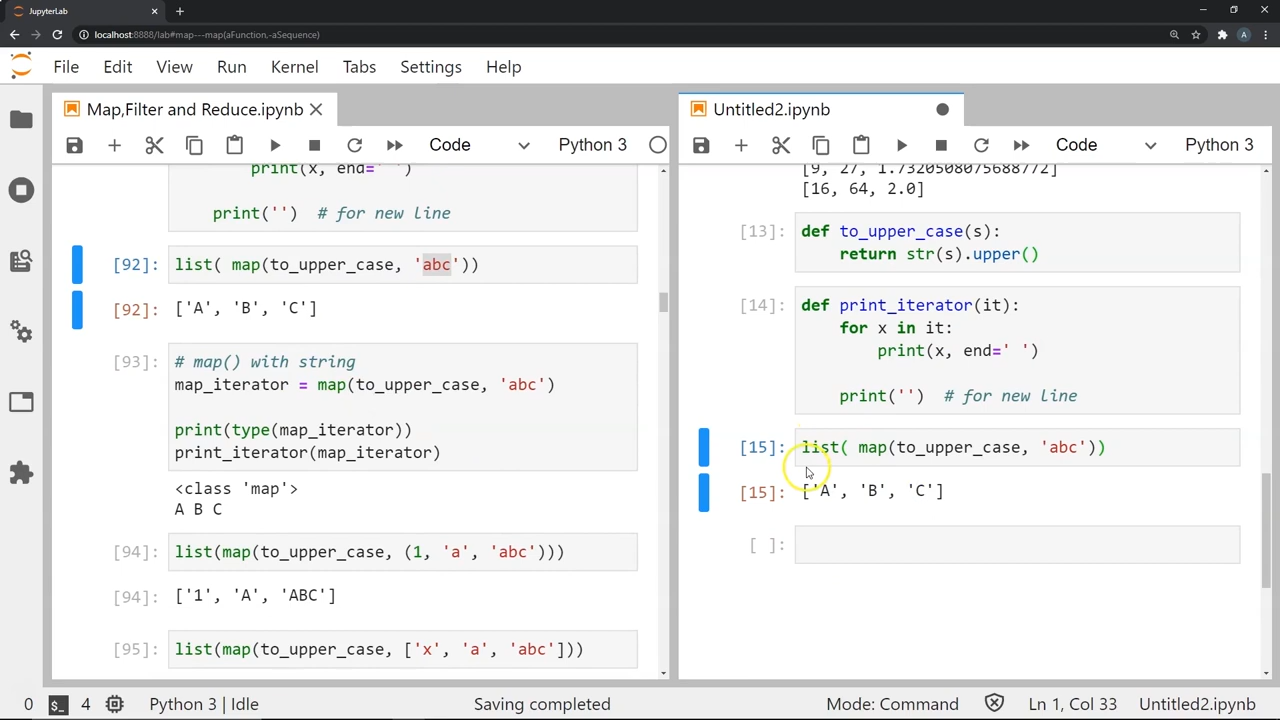 JupyterLab
localhost:8888/lab#map---map(aFunction,-aSequence)
A
File Edit View Run Kernel Tabs Settings Help
Map,Filter and Reduce.ipynb
Code
Python 3
print(x, end=' ')
print('')  # for new line
[92]: list( map(to_upper_case, 'abc'))
[92]: ['A', 'B', 'C']
[93]: # map() with string
map_iterator = map(to_upper_case, 'abc')
print(type(map_iterator))
print_iterator(map_iterator)
<class 'map'>
A B C
[94]: list(map(to_upper_case, (1, 'a', 'abc')))
[94]: ['1', 'A', 'ABC']
[95]: list(map(to_upper_case, ['x', 'a', 'abc']))
Untitled2.ipynb
Code
Python 3
[9, 27, 1.7320508075688772]
[16, 64, 2.0]
[13]: def to_upper_case(s):
return str(s).upper()
[14]: def print_iterator(it):
for x in it:
print(x, end=' ')
print('')  # for new line
[15]: list( map(to_upper_case, 'abc'))
[15]: ['A', 'B', 'C']
[ ]:
0 $_ 4 Python 3 | Idle Saving completed Mode: Command Ln 1, Col 33 Untitled2.ipynb